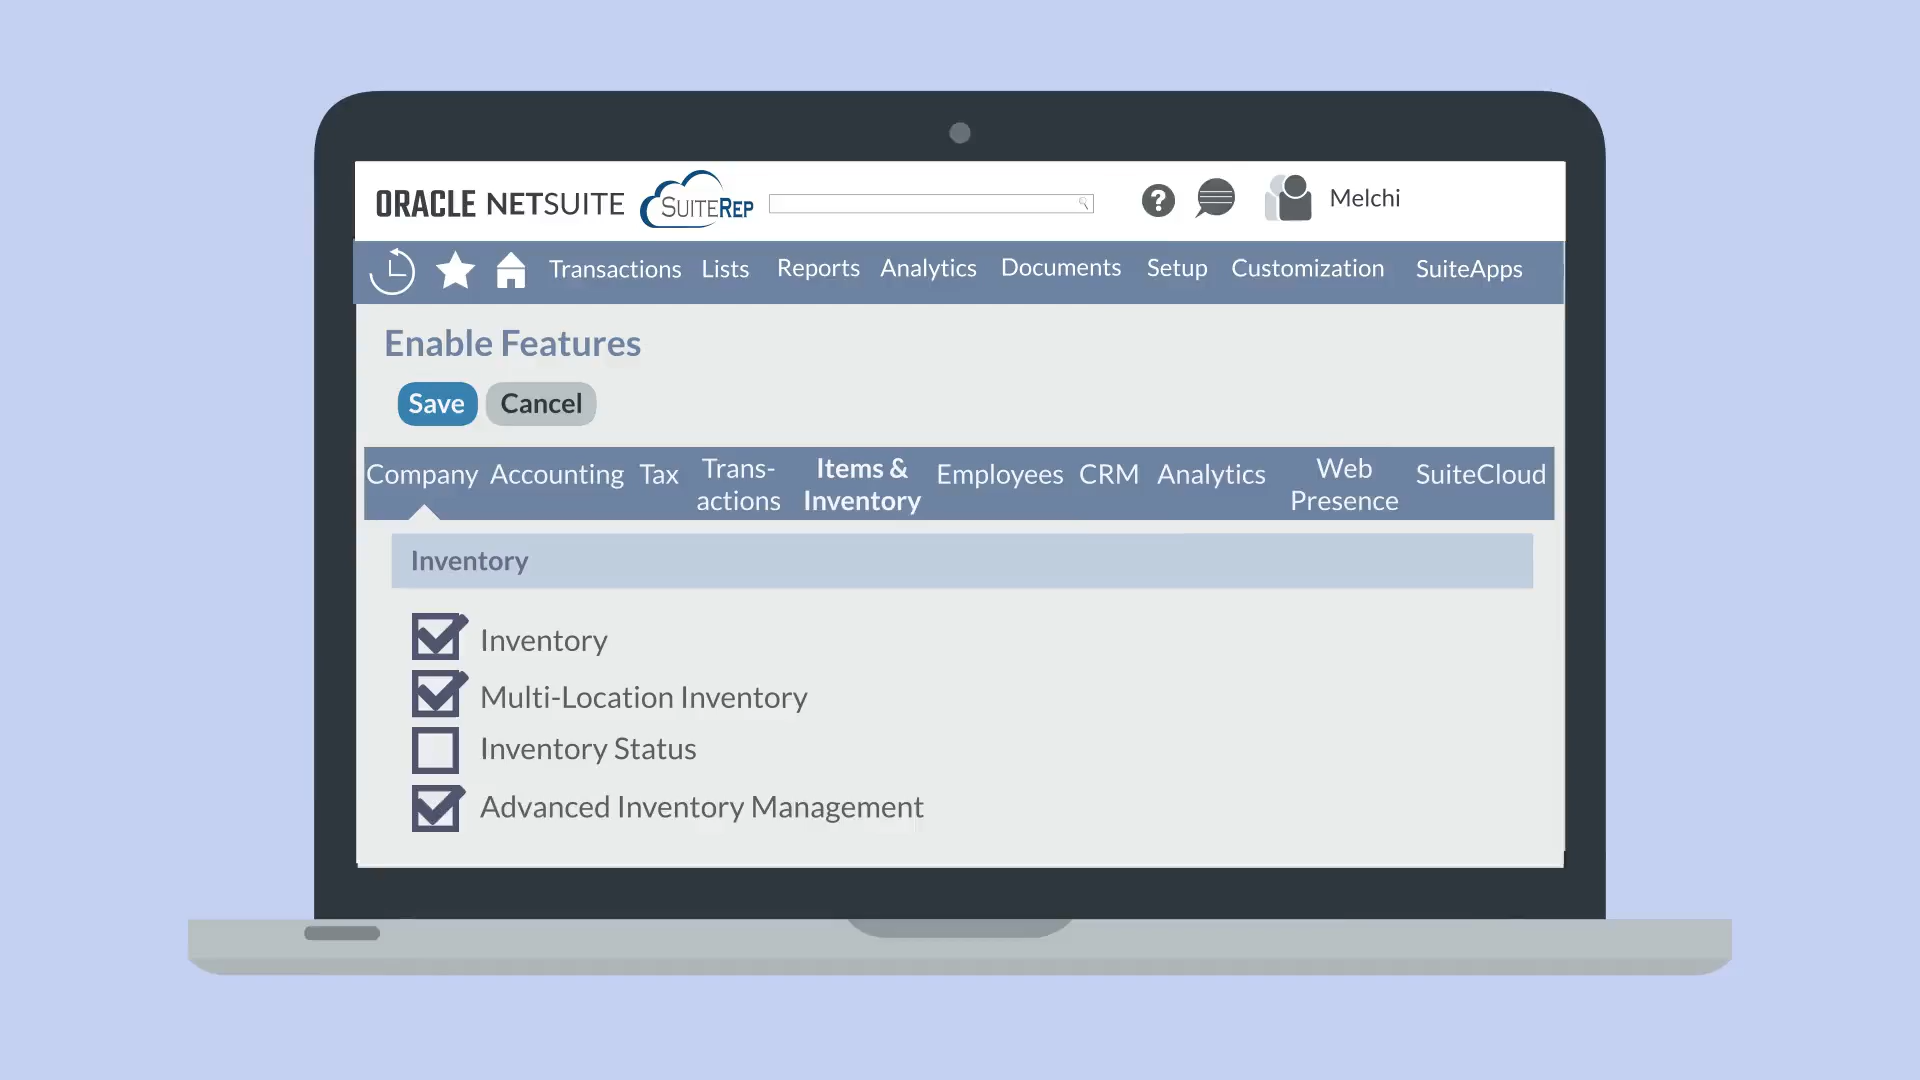 ORACLE NETSUITE SUITEREP ? Melchi
Transactions Lists Reports Analytics Documents Setup Customization SuiteApps
Enable Features
Save Cancel
Company Accounting Tax Trans-
actions Items &
Inventory Employees CRM Analytics Web
Presence SuiteCloud
Inventory
Inventory
Multi-Location Inventory
Inventory Status
Advanced Inventory Management